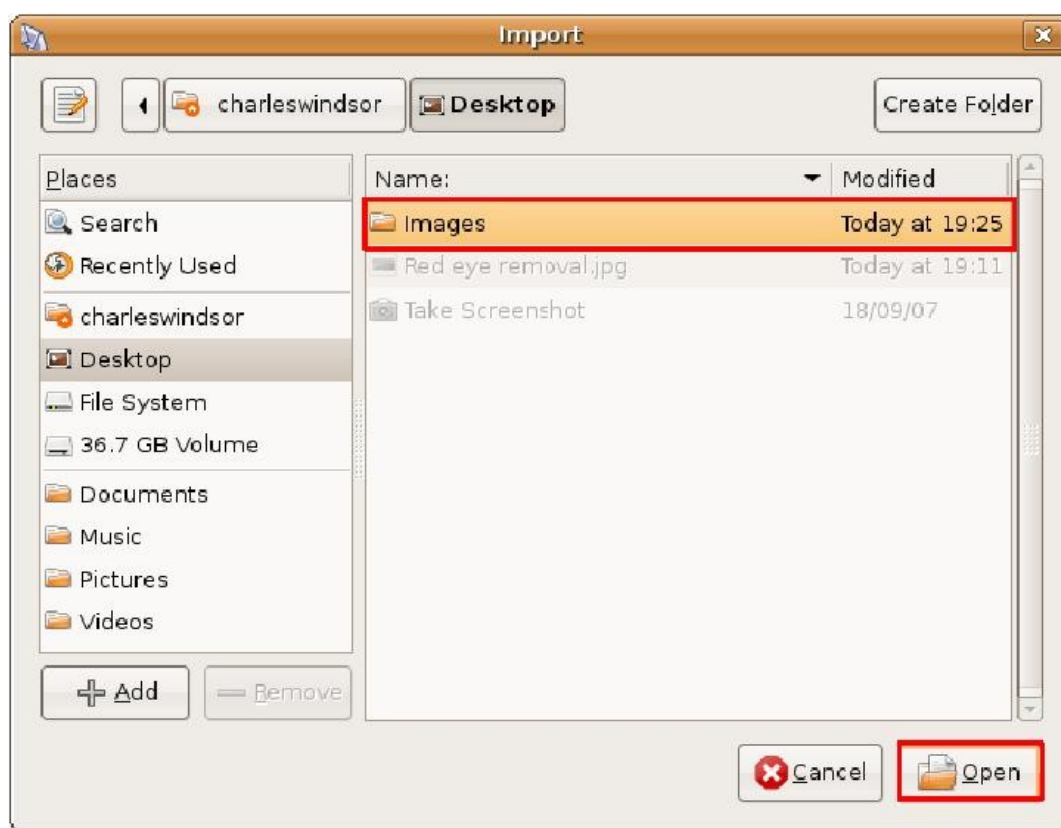 Import
charleswindsor Desktop Create Folder
Places
Search
Recently Used
charleswindsor
Desktop
File System
36.7 GB Volume
Documents
Music
Pictures
Videos
Add Remove
Name: Modified
Images Today at 19:25
Red eye removal.jpg Today at 19:11
Take Screenshot 18/09/07
Cancel Open